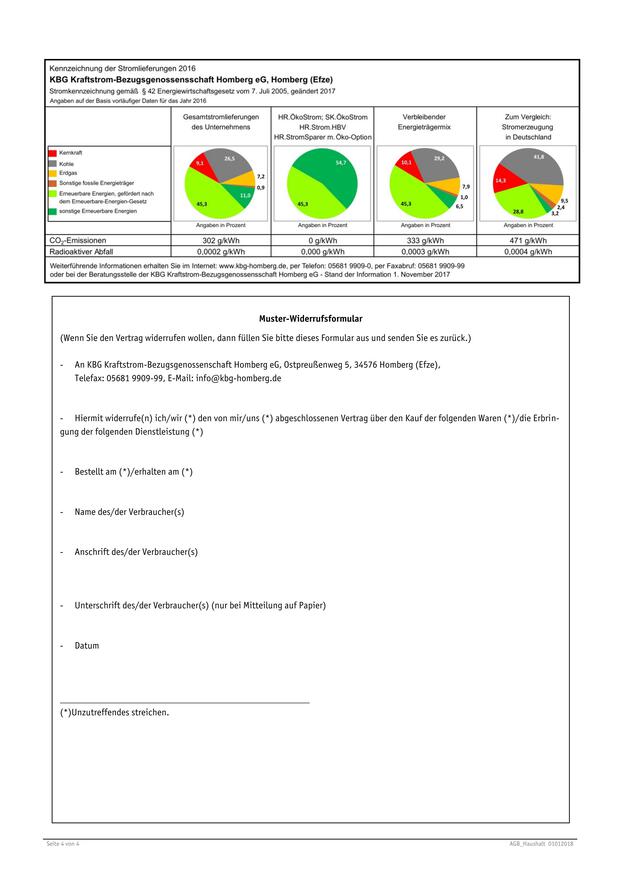 Kennzeichnung der Stromlieferungen 2016
KBG Kraftstrom-Bezugsgenossensschaft Homberg eG, Homberg (Efze)
Stromkennzeichnung gemäß § 42 Energiewirtschaftsgesetz vom 7. Juli 2005, geändert 2017
Angaben auf der Basis vorläufiger Daten für das Jahr 2016
Gesamtstromlieferungen
des Unternehmens
HR.ÖkoStrom; SK.ÖkoStrom
HR.Strom.HBV
HR.StromSparer m. Öko-Option
Verbleibender
Energieträgermix
Zum Vergleich:
Stromerzeugung
in Deutschland
Kernkraft
Kohle
Erdgas
Sonstige fossile Energieträger
Erneuerbare Energien, gefördert nach
dem Erneuerbare-Energien-Gesetz
sonstige Erneuerbare Energien
9,1
26,5
7,2
0,9
11,0
45,3
Angaben in Prozent
54,7
45,3
Angaben in Prozent
10,1
29,2
7,9
1,0
6,5
45,3
Angaben in Prozent
14,3
41,8
9,5
2,4
3,2
28,8
Angaben in Prozent
CO₂-Emissionen 302 g/kWh 0 g/kWh 333 g/kWh 471 g/kWh
Radioaktiver Abfall 0,0002 g/kWh 0,000 g/kWh 0,0003 g/kWh 0,0004 g/kWh
Weiterführende Informationen erhalten Sie im Internet: www.kbg-homberg.de, per Telefon: 05681 9909-0, per Faxabruf: 05681 9909-99
oder bei der Beratungsstelle der KBG Kraftstrom-Bezugsgenossenschaft Homberg eG - Stand der Information 1. November 2017
Muster-Widerrufsformular
(Wenn Sie den Vertrag widerrufen wollen, dann füllen Sie bitte dieses Formular aus und senden Sie es zurück.)
- An KBG Kraftstrom-Bezugsgenossenschaft Homberg eG, Ostpreußenweg 5, 34576 Homberg (Efze),
Telefax: 05681 9909-99, E-Mail: info@kbg-homberg.de
- Hiermit widerrufe(n) ich/wir (*) den von mir/uns (*) abgeschlossenen Vertrag über den Kauf der folgenden Waren (*)/die Erbrin-
gung der folgenden Dienstleistung (*)
- Bestellt am (*)/erhalten am (*)
- Name des/der Verbraucher(s)
- Anschrift des/der Verbraucher(s)
- Unterschrift des/der Verbraucher(s) (nur bei Mitteilung auf Papier)
- Datum
(*)Unzutreffendes streichen.
Seite 4 von 4 AGB_Haushalt 01012018